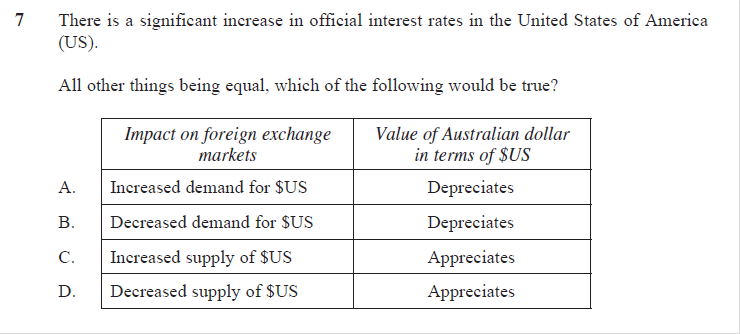 7 There is a significant increase in official interest rates in the United States of America
(US).
All other things being equal, which of the following would be true?
Impact on foreign exchange markets Value of Australian dollar in terms of $US
A. Increased demand for $US Depreciates
B. Decreased demand for $US Depreciates
C. Increased supply of $US Appreciates
D. Decreased supply of $US Appreciates